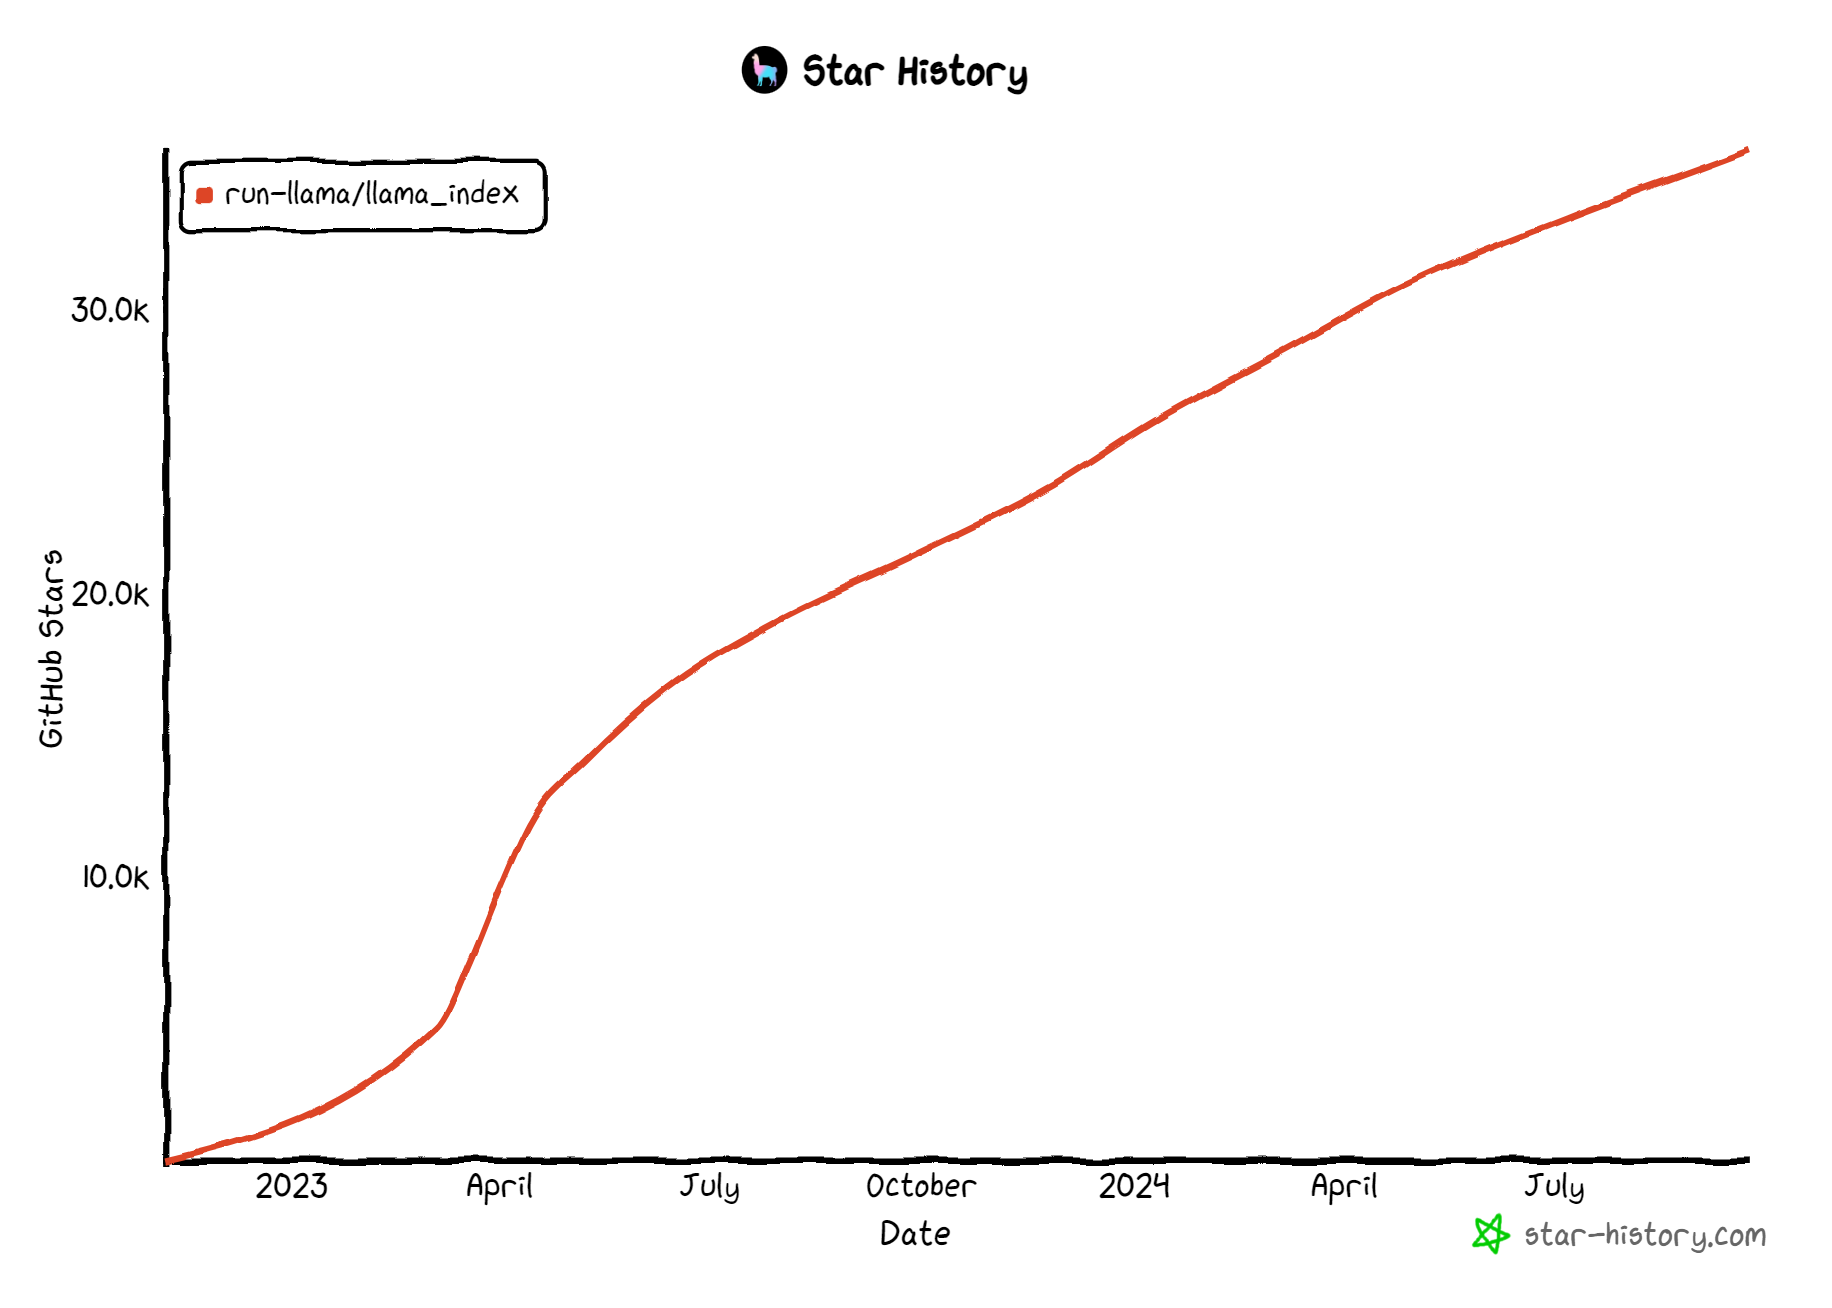 Star History
run-llama/llama_index
30.0k
20.0k
10.0k
GitHub Stars
2023 April July October 2024 April July
Date
star-history.com